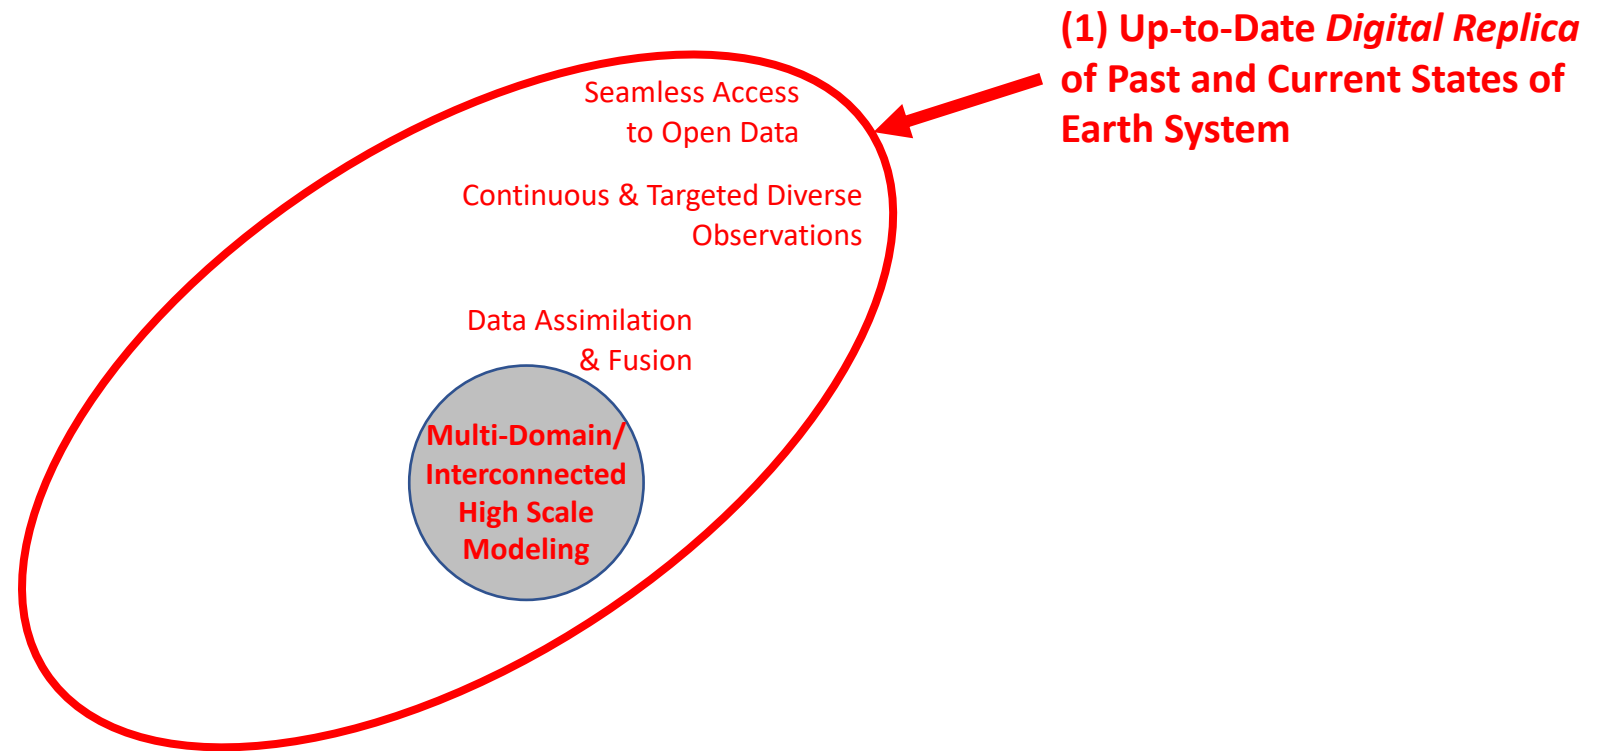 (1) Up-to-Date Digital Replica
of Past and Current States of
Earth System
Seamless Access
to Open Data
Continuous & Targeted Diverse
Observations
Data Assimilation
& Fusion
Multi-Domain/
Interconnected
High Scale
Modeling